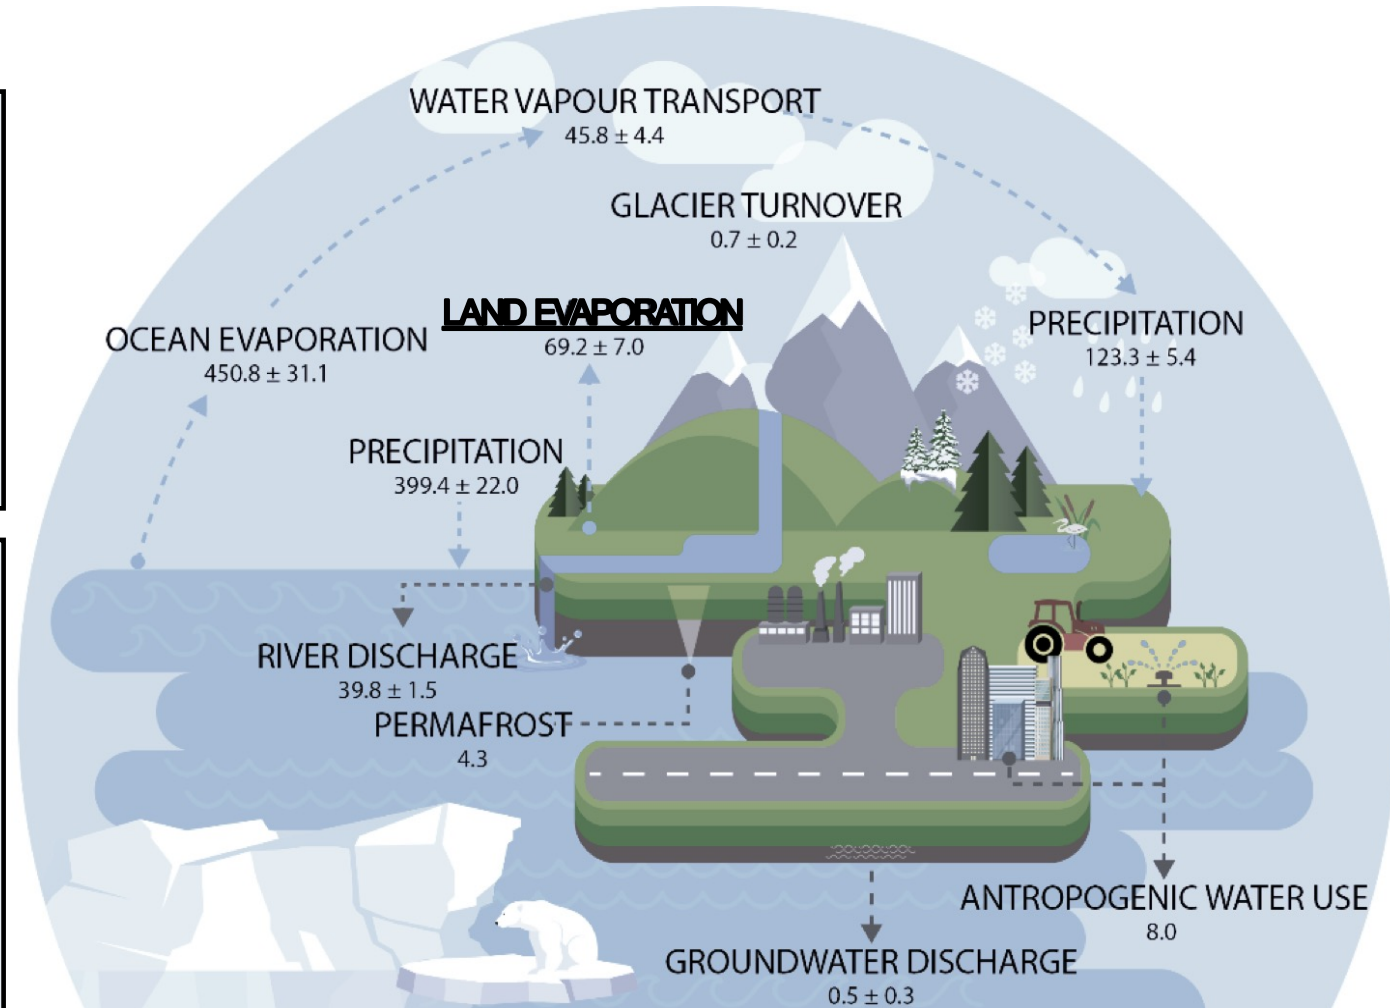 WATER VAPOUR TRANSPORT
45.8 ± 4.4
GLACIER TURNOVER
0.7 ± 0.2
LAND EVAPORATION
69.2 ± 7.0
OCEAN EVAPORATION
450.8 ± 31.1
PRECIPITATION
123.3 ± 5.4
PRECIPITATION
399.4 ± 22.0
RIVER DISCHARGE
39.8 ± 1.5
PERMAFROST
4.3
ANTROPOGENIC WATER USE
8.0
GROUNDWATER DISCHARGE
0.5 ± 0.3